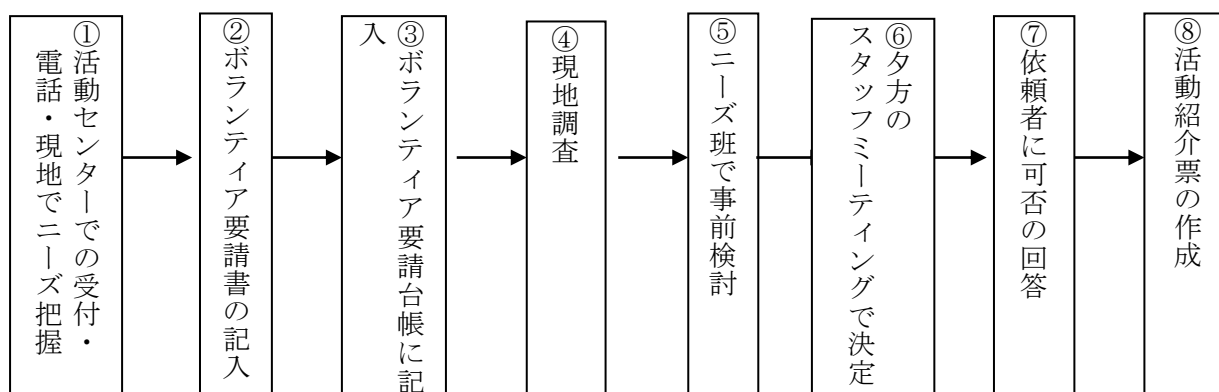 ①活動センターでの受付・
電話・現地でニーズ把握
②ボランティア要請書の記入
③ボランティア要請台帳に記
入
④現地調査
⑤ニーズ班で事前検討
⑥夕方の
スタッフミーティングで決定
⑦依頼者に可否の回答
⑧活動紹介票の作成